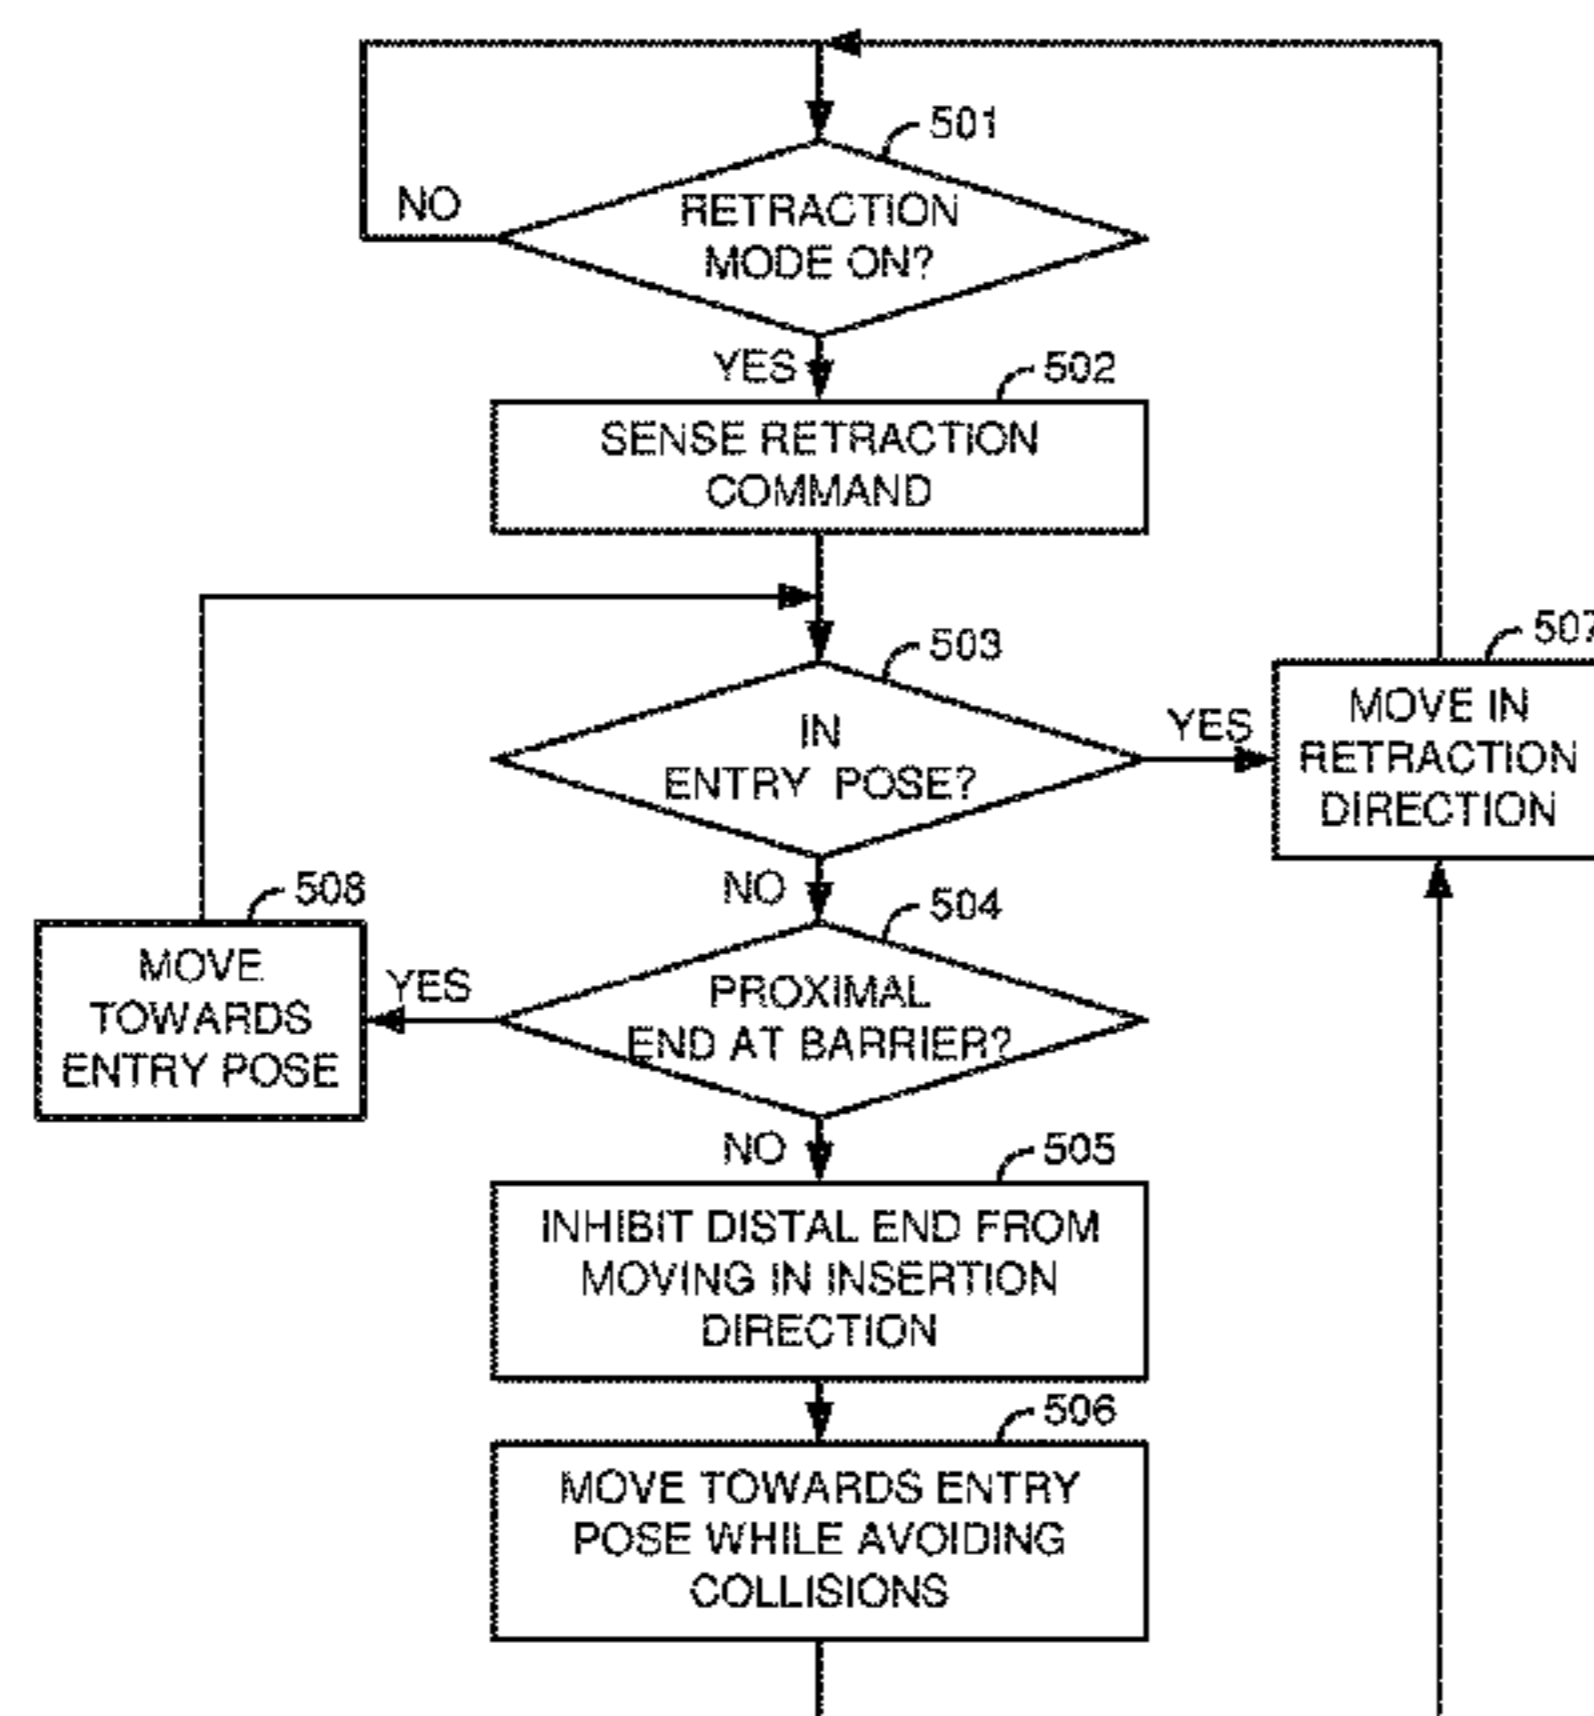 501
NO
RETRACTION
MODE ON?
YES
502
SENSE RETRACTION
COMMAND
503
IN
ENTRY POSE?
YES
507
MOVE IN
RETRACTION
DIRECTION
NO
508
MOVE
TOWARDS
ENTRY POSE
YES
504
PROXIMAL
END AT BARRIER?
NO
505
INHIBIT DISTAL END FROM
MOVING IN INSERTION
DIRECTION
506
MOVE TOWARDS ENTRY
POSE WHILE AVOIDING
COLLISIONS